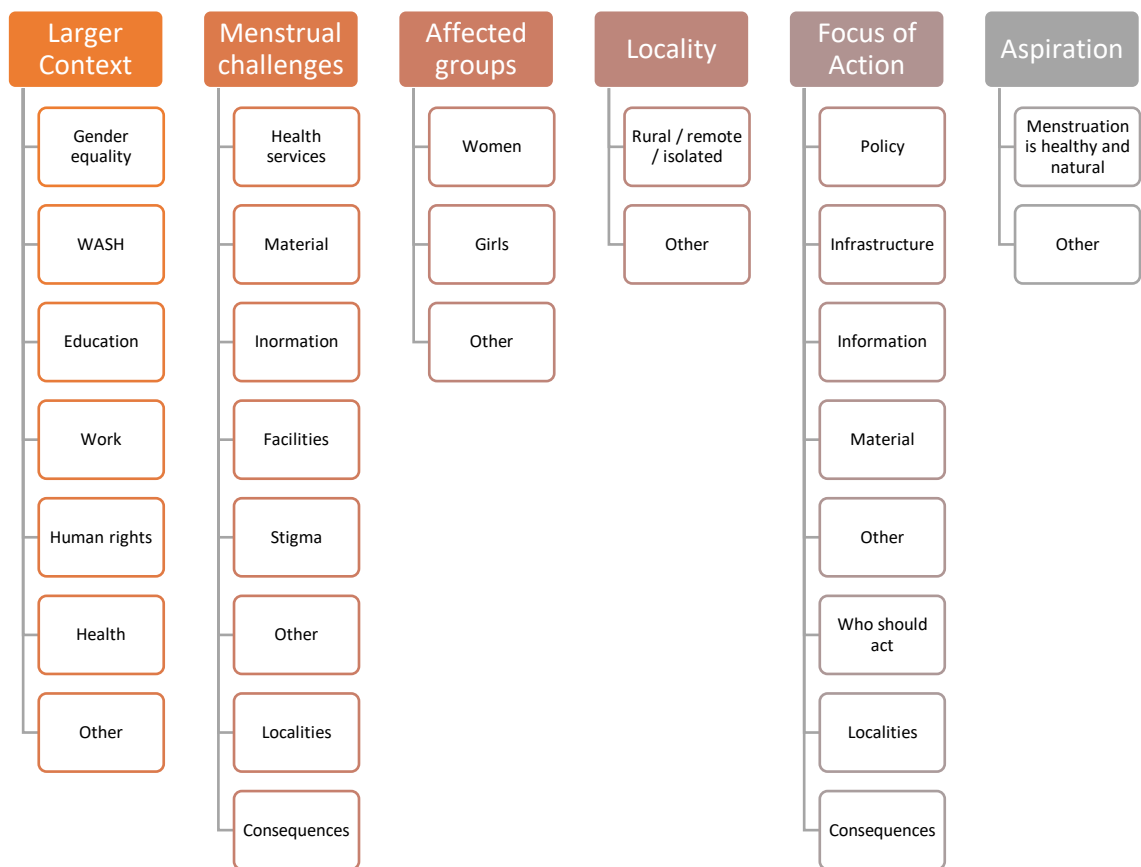 Larger
Context
Gender
equality
WASH
Education
Work
Human rights
Health
Other
Menstrual
challenges
Health
services
Material
Inormation
Facilities
Stigma
Other
Localities
Consequences
Affected
groups
Women
Girls
Other
Locality
Rural / remote
/ isolated
Other
Focus of
Action
Policy
Infrastructure
Information
Material
Other
Who should
act
Localities
Consequences
Aspiration
Menstruation
is healthy and
natural
Other